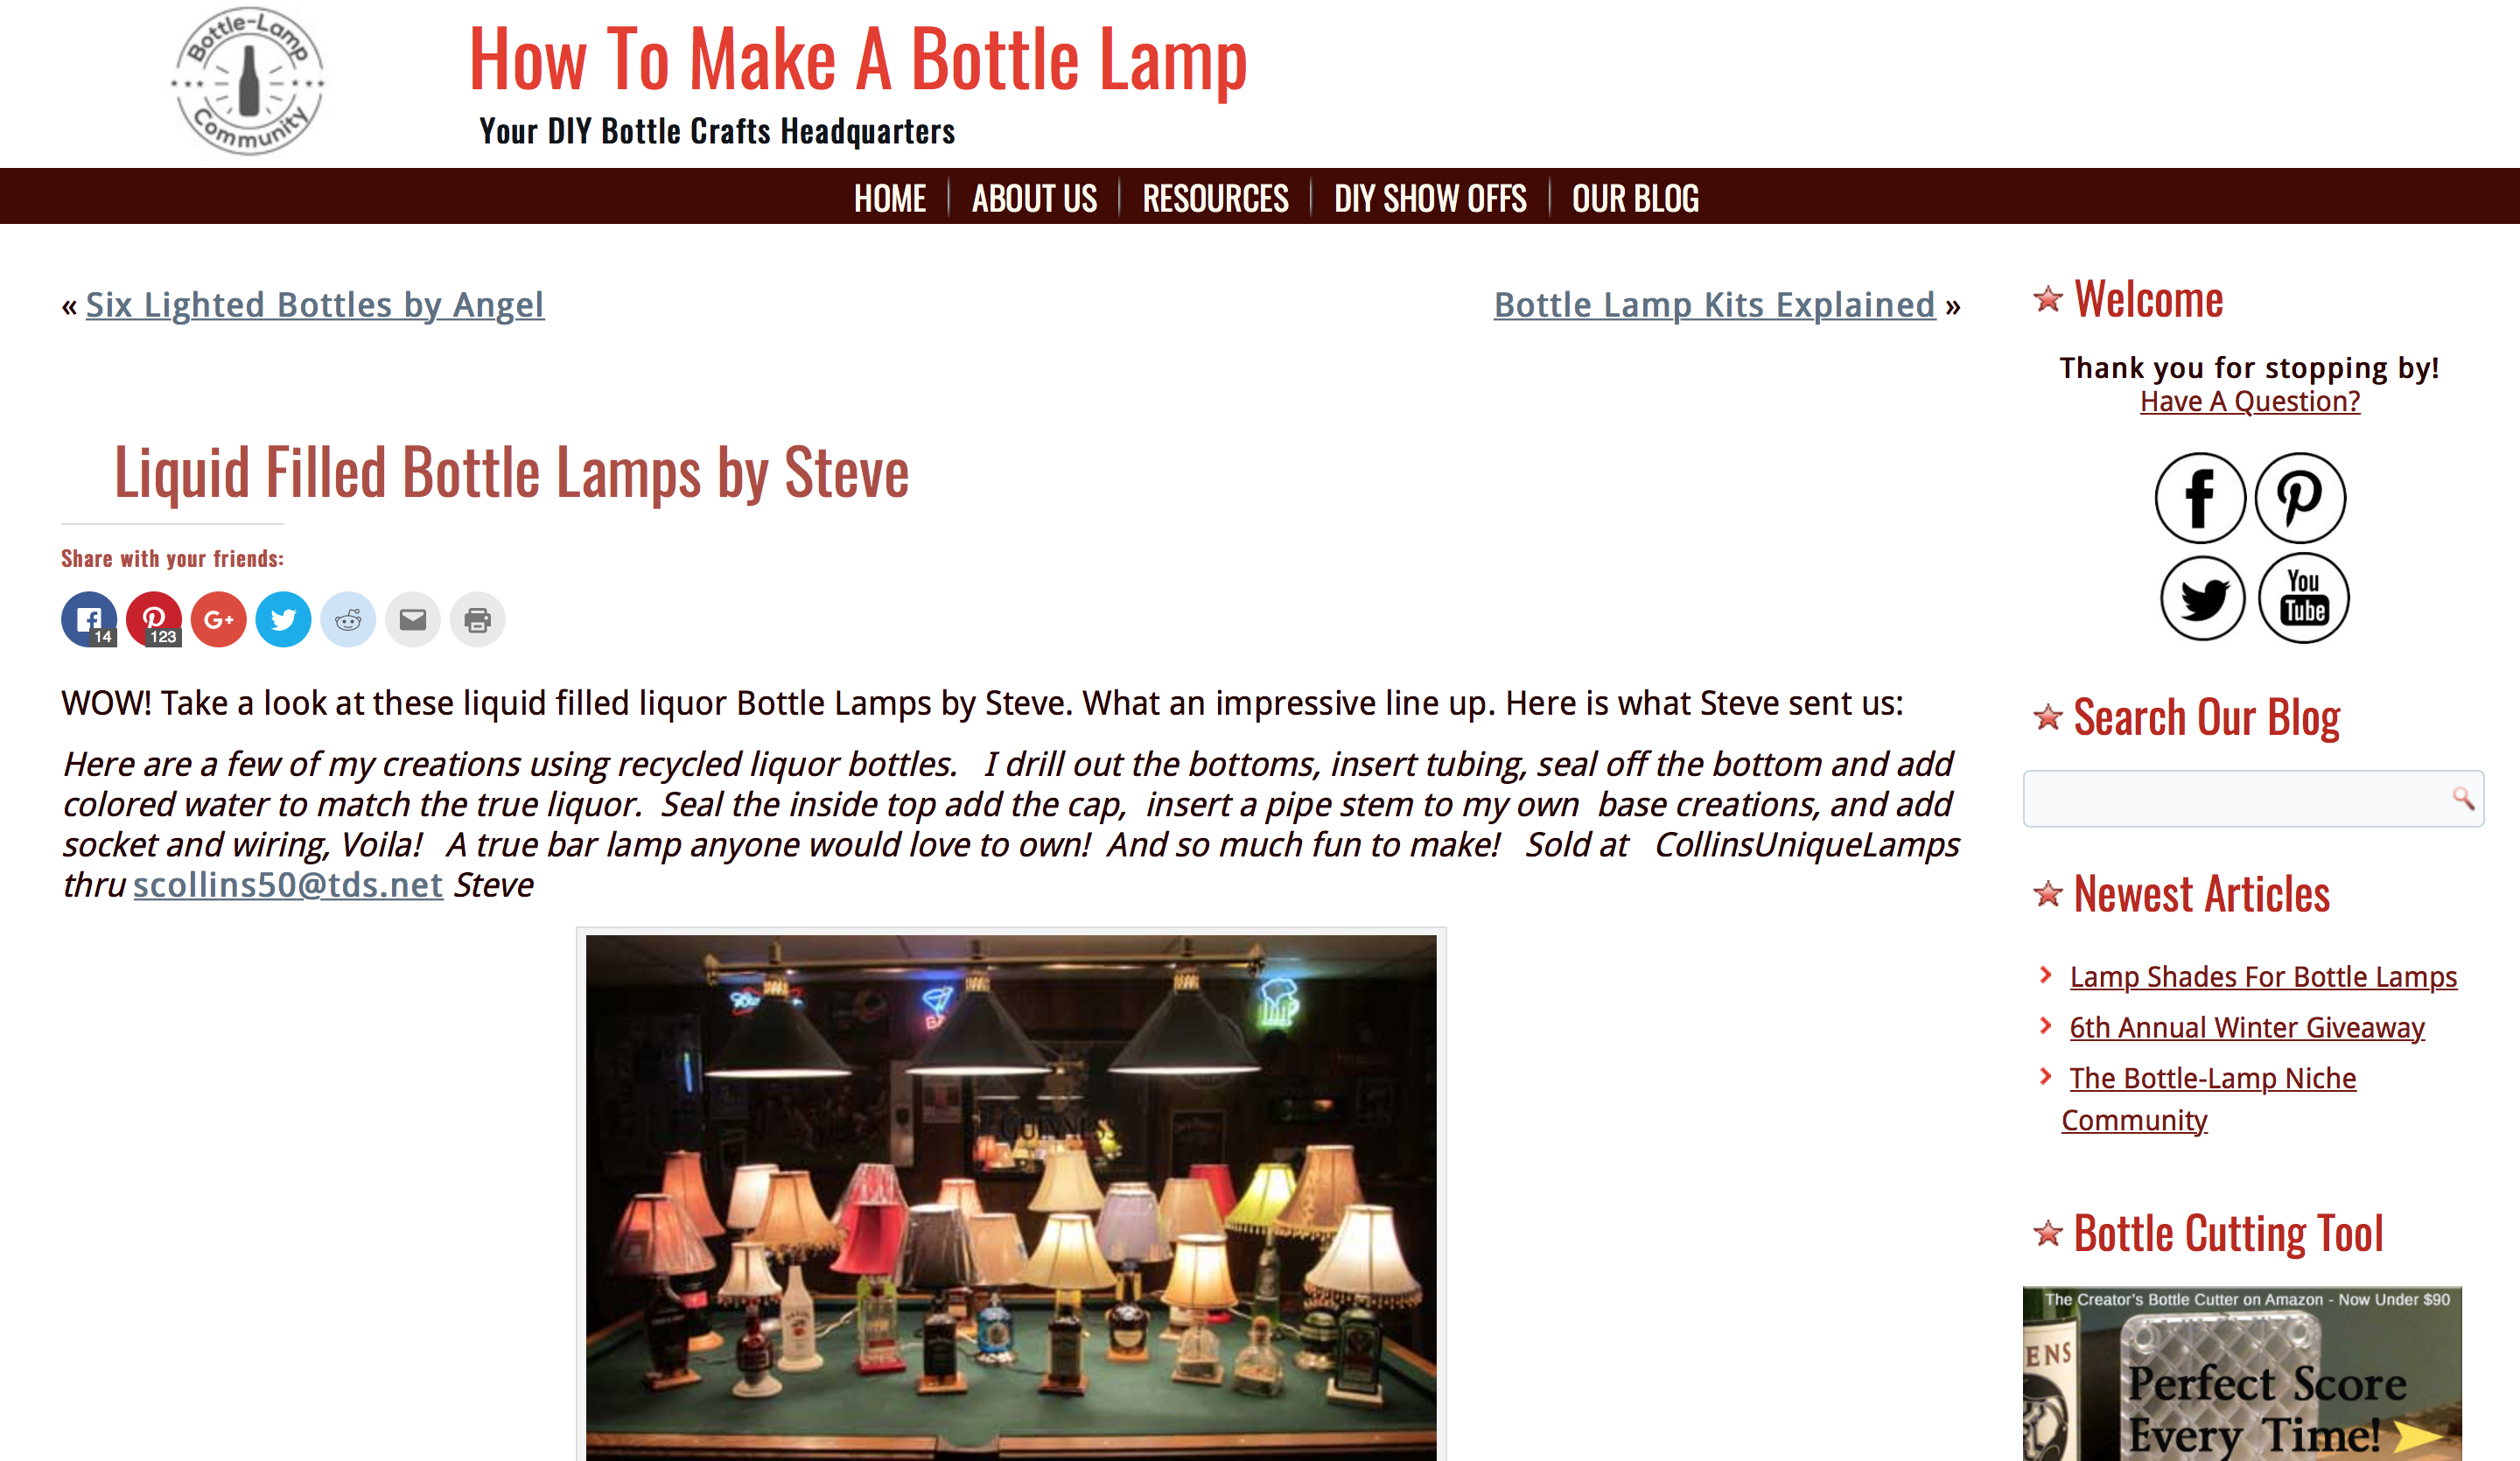 Bottle-Lamp
Community
How To Make A Bottle Lamp
Your DIY Bottle Crafts Headquarters
HOME
ABOUT US
RESOURCES
DIY SHOW OFFS
OUR BLOG
« Six Lighted Bottles by Angel
Bottle Lamp Kits Explained »
Liquid Filled Bottle Lamps by Steve
Share with your friends:
14
123
G+
WOW! Take a look at these liquid filled liquor Bottle Lamps by Steve. What an impressive line up. Here is what Steve sent us:
Here are a few of my creations using recycled liquor bottles. I drill out the bottoms, insert tubing, seal off the bottom and add
colored water to match the true liquor. Seal the inside top add the cap, insert a pipe stem to my own base creations, and add
socket and wiring, Voila! A true bar lamp anyone would love to own! And so much fun to make! Sold at CollinsUniqueLamps
thru scollins50@tds.net Steve
GUINNESS
Welcome
Thank you for stopping by!
Have A Question?
You
Tube
Search Our Blog
Newest Articles
Lamp Shades For Bottle Lamps
6th Annual Winter Giveaway
The Bottle-Lamp Niche
Community
Bottle Cutting Tool
The Creator's Bottle Cutter on Amazon - Now Under $90
ENS
Perfect Score
Every Time!